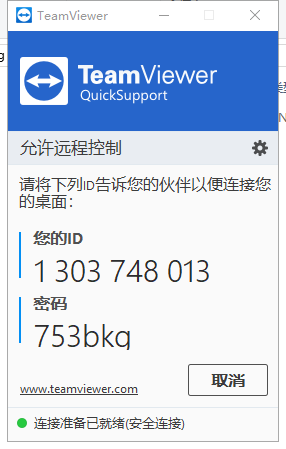 TeamViewer
TeamViewer
QuickSupport
允许远程控制
请将下列ID告诉您的伙伴以便连接您
的桌面：
您的ID
1 303 748 013
密码
753bkq
取消
www.teamviewer.com
连接准备已就绪(安全连接)